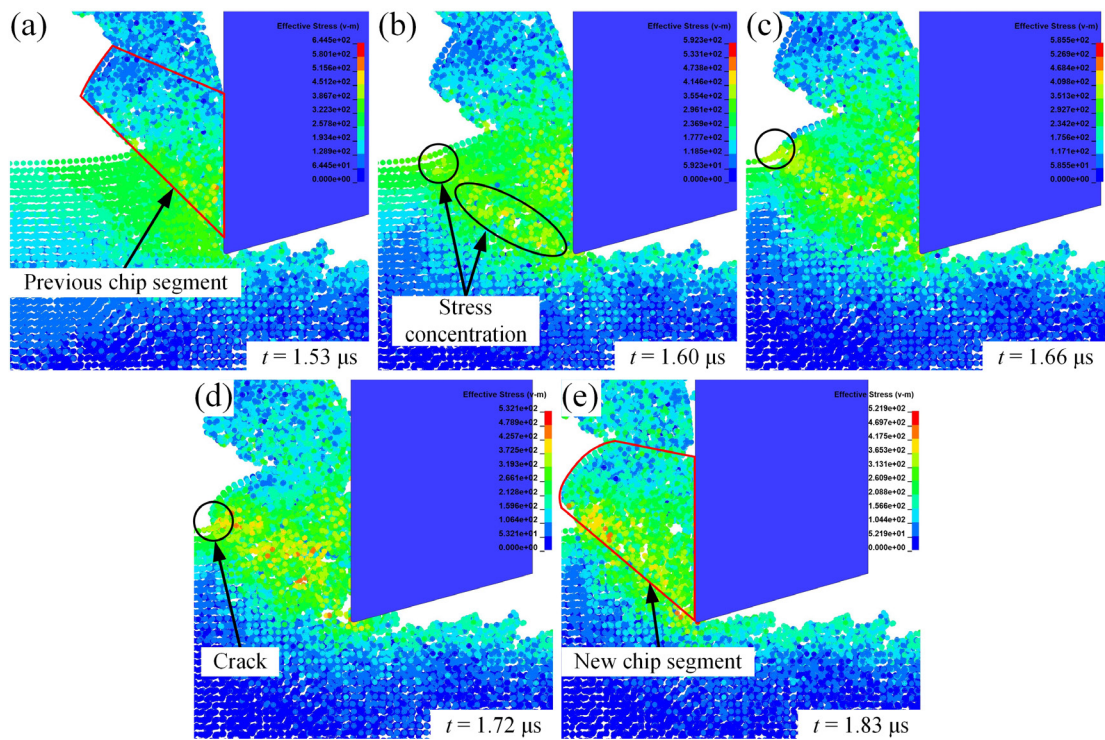 (a)
Effective Stress (v-m)
6.445e+02
5.801e+02
5.156e+02
4.512e+02
3.867e+02
3.223e+02
2.578e+02
1.934e+02
1.289e+02
6.445e+01
0.000e+00
Previous chip segment
t = 1.53 μs
(b)
Effective Stress (v-m)
5.923e+02
5.331e+02
4.738e+02
4.146e+02
3.554e+02
2.961e+02
2.369e+02
1.777e+02
1.185e+02
5.923e+01
0.000e+00
Stress
concentration
t = 1.60 μs
(c)
Effective Stress (v-m)
5.855e+02
5.269e+02
4.684e+02
4.098e+02
3.513e+02
2.927e+02
2.342e+02
1.756e+02
1.171e+02
5.855e+01
0.000e+00
t = 1.66 μs
(d)
Effective Stress (v-m)
5.321e+02
4.789e+02
4.257e+02
3.725e+02
3.193e+02
2.661e+02
2.128e+02
1.596e+02
1.064e+02
5.321e+01
0.000e+00
Crack
t = 1.72 μs
(e)
Effective Stress (v-m)
5.219e+02
4.697e+02
4.175e+02
3.653e+02
3.131e+02
2.609e+02
2.088e+02
1.566e+02
1.044e+02
5.219e+01
0.000e+00
New chip segment
t = 1.83 μs